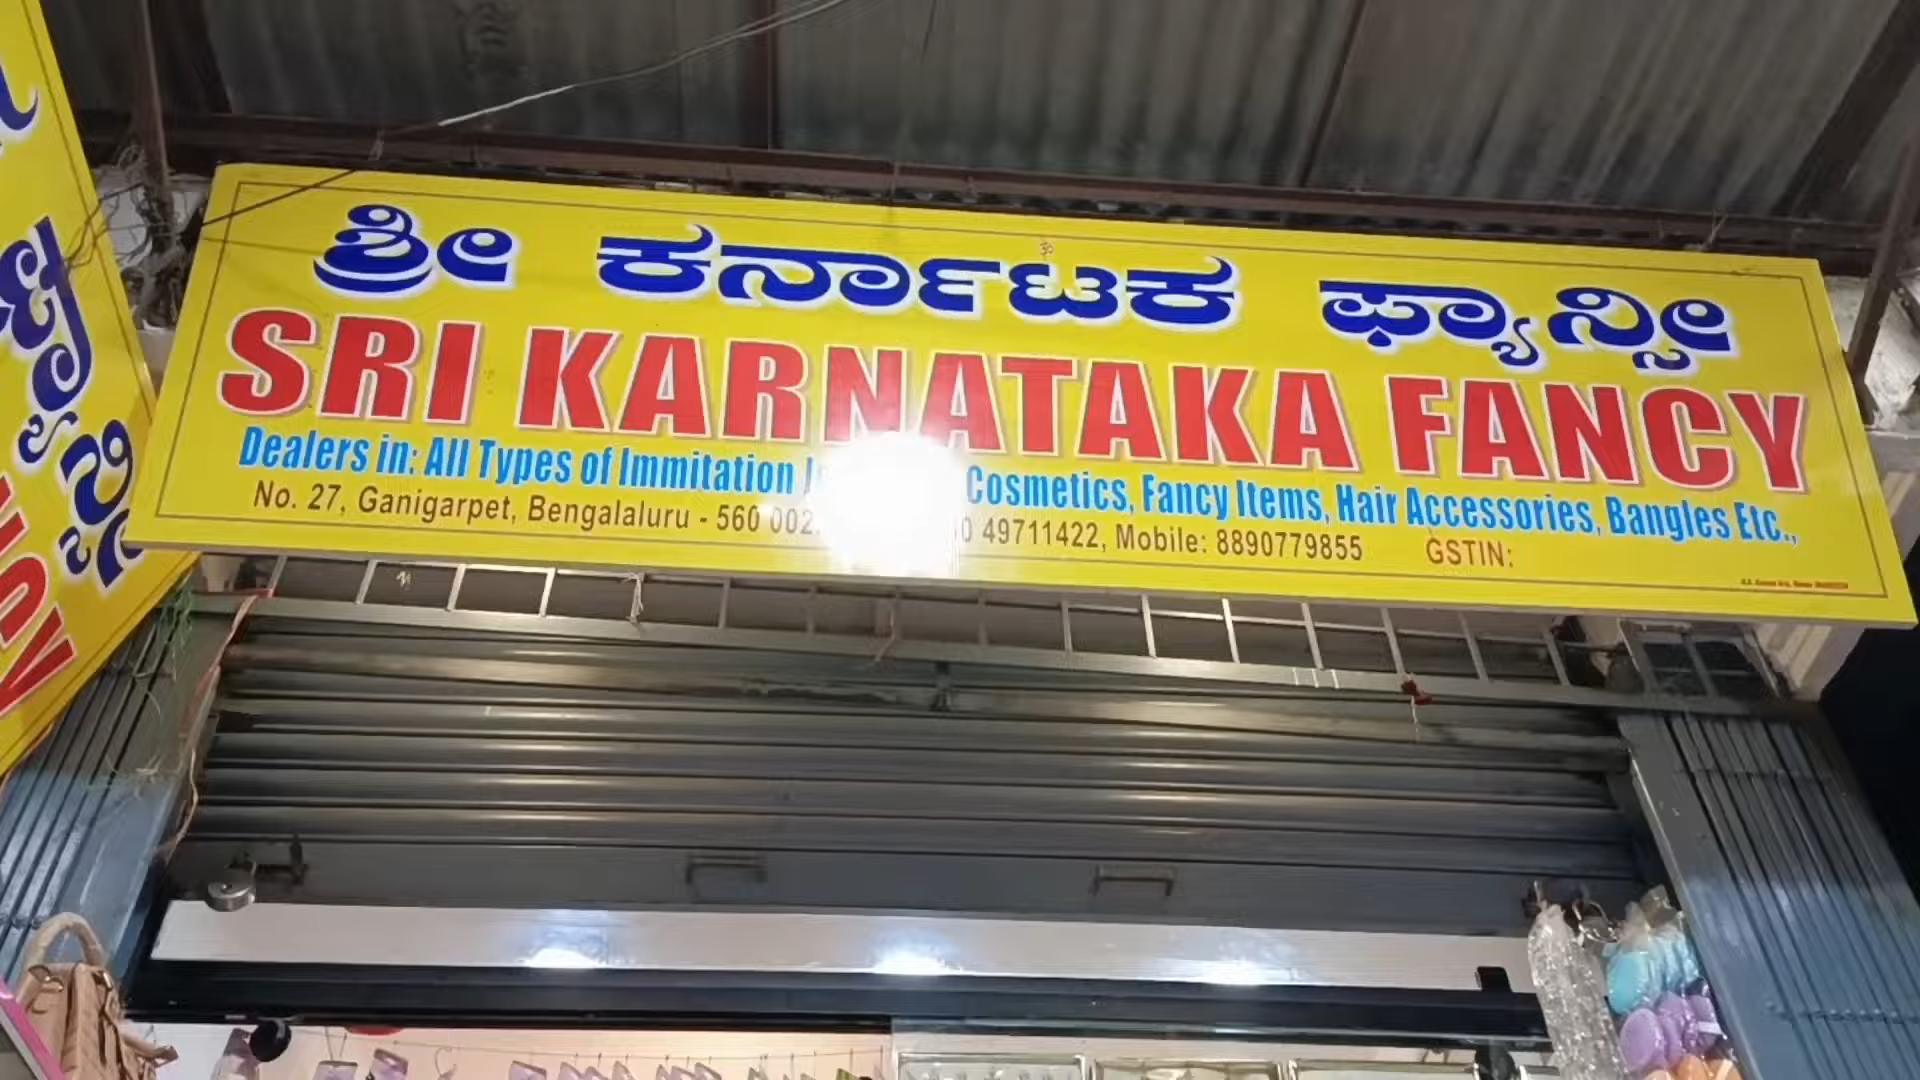 ಶ್ರೀ ಕರ್ನಾಟಕ ಫ್ಯಾನ್ಸೀ
SRI KARNATAKA FANCY
Dealers in: All Types of Immitation Cosmetics, Fancy Items, Hair Accessories, Bangles Etc.,
No. 27, Ganigarpet, Bengalaluru - 560 002. 49711422, Mobile: 8890779855 GSTIN: